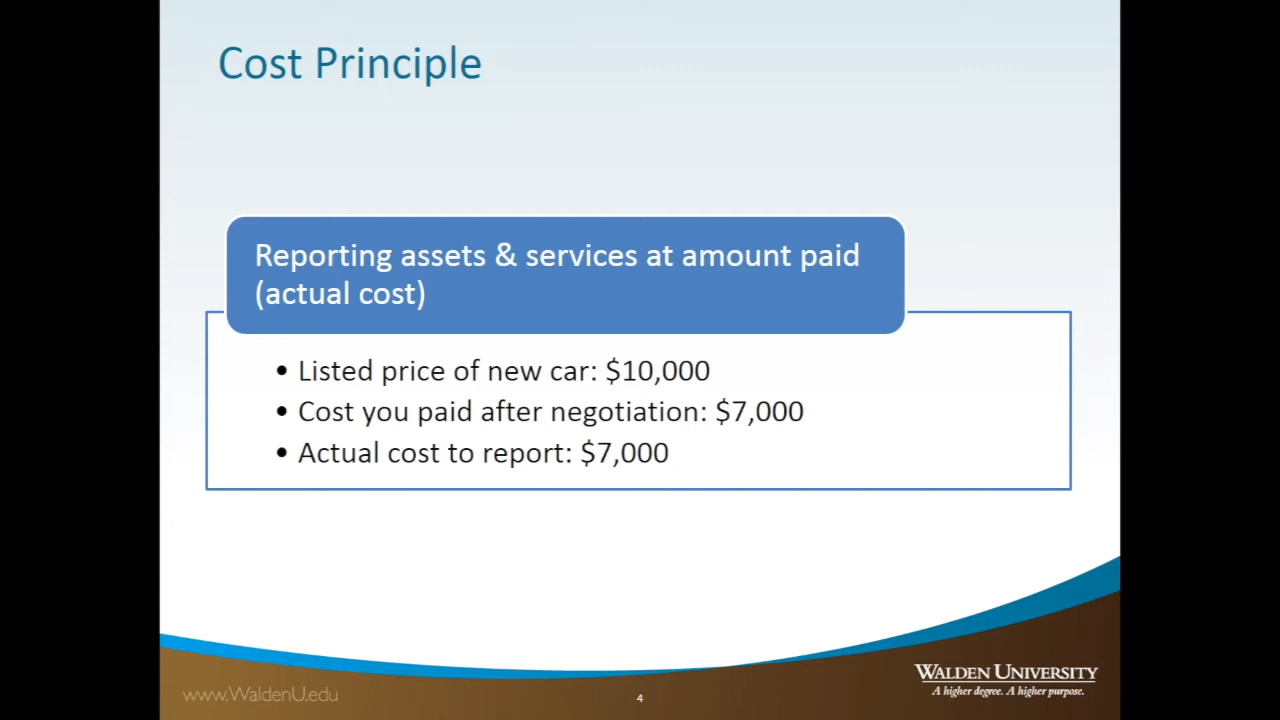 Cost Principle
Reporting assets & services at amount paid
(actual cost)
• Listed price of new car: $10,000
• Cost you paid after negotiation: $7,000
• Actual cost to report: $7,000
www.WaldenU.edu
4
WALDEN UNIVERSITY
A higher degree. A higher purpose.